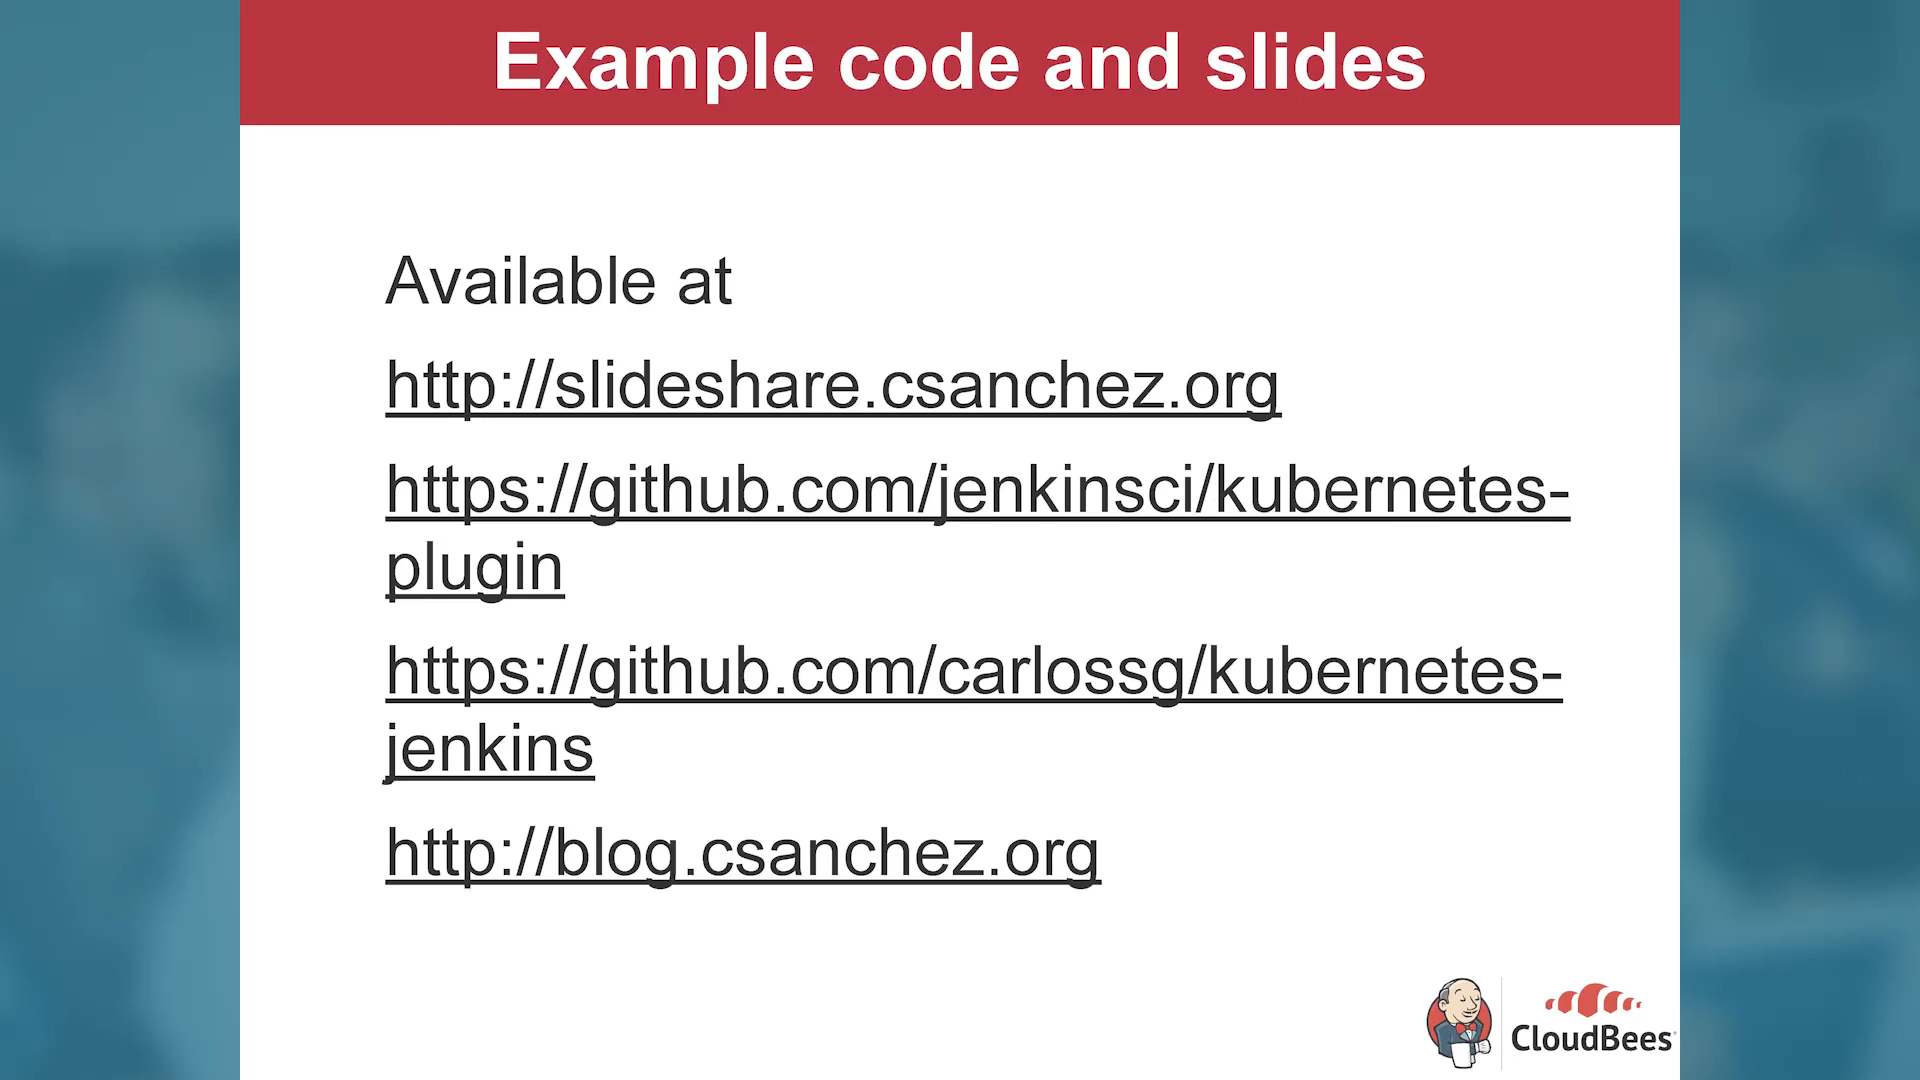 Example code and slides
Available at
http://slideshare.csanchez.org
https://github.com/jenkinsci/kubernetes-
plugin
https://github.com/carlossg/kubernetes-
jenkins
http://blog.csanchez.org
CloudBees